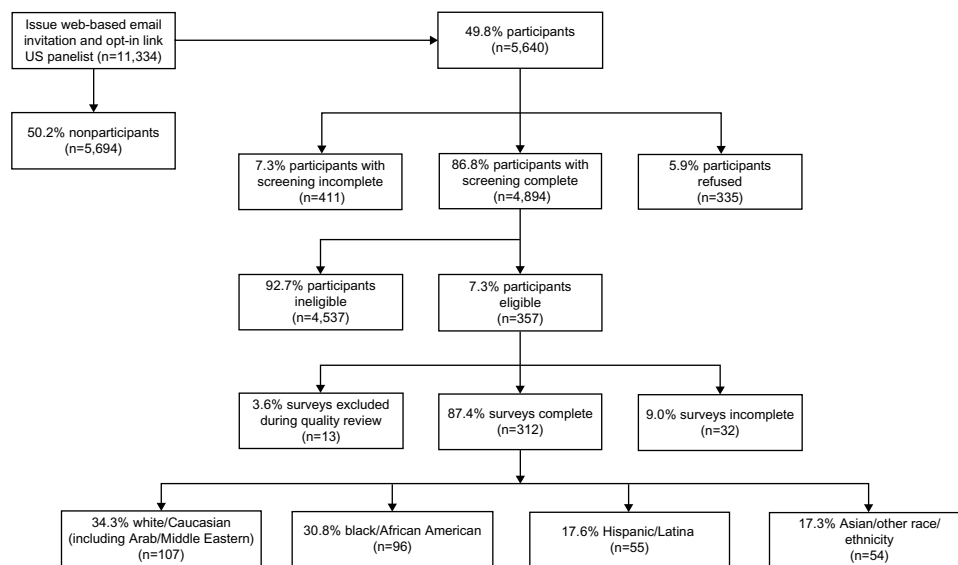 Issue web-based email
invitation and opt-in link
US panelist (n=11,334)
49.8% participants
(n=5,640)
50.2% nonparticipants
(n=5,694)
7.3% participants with
screening incomplete
(n=411)
86.8% participants with
screening complete
(n=4,894)
5.9% participants
refused
(n=335)
92.7% participants
ineligible
(n=4,537)
7.3% participants
eligible
(n=357)
3.6% surveys excluded
during quality review
(n=13)
87.4% surveys complete
(n=312)
9.0% surveys incomplete
(n=32)
34.3% white/Caucasian
(including Arab/Middle Eastern)
(n=107)
30.8% black/African American
(n=96)
17.6% Hispanic/Latina
(n=55)
17.3% Asian/other race/
ethnicity
(n=54)